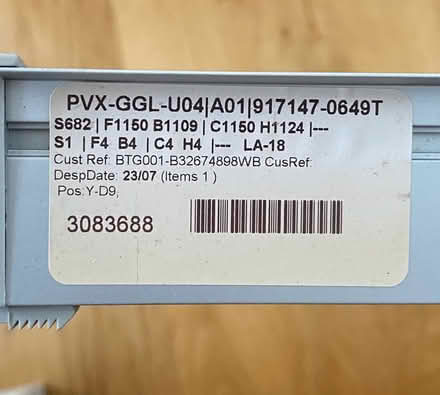 PVX-GGL-U04|A01|917147-0649T
S682 | F1150 B1109 | C1150 H1124 |---
S1 | F4 B4 | C4 H4 |--- LA-18
Cust Ref: BTG001-B32674898WB CusRef:
DespDate: 23/07 (Items 1 )
Pos:Y-D9,
3083688